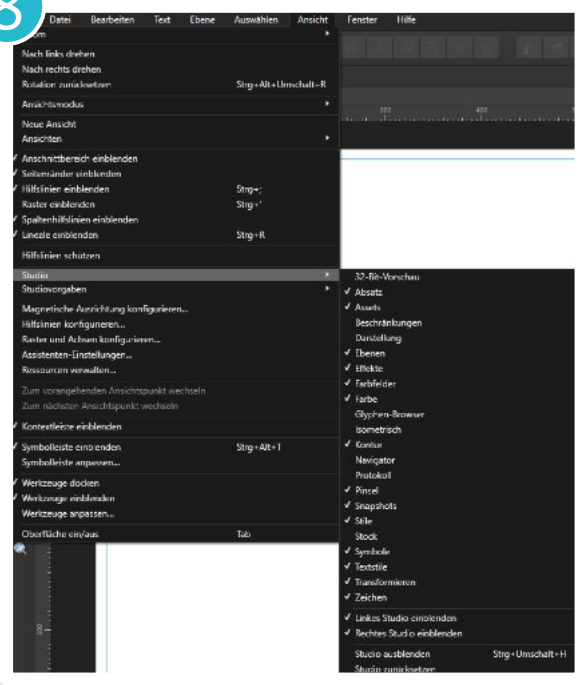 8
Datei Bearbeiten Text Ebene Auswählen Ansicht Fenster Hilfe
Nach links drehen
Nach rechts drehen
Rotation zurücksetzen Strg+Alt+Umschalt+R
Ansichtsmodus
Neue Ansicht
Ansichten
300 400
Anschnittbereich einblenden
Seitenränder einblenden
Hilfslinien einblenden Strg+;
Raster einblenden Strg+'
Spaltenhilfslinien einblenden
Lineale einblenden Strg+R
Hilfslinien schützen
Studio
Studiovorgaben
Magnetische Ausrichtung konfigurieren...
Hilfslinien konfigurieren...
Raster und Achsen konfigurieren...
Assistenten-Einstellungen...
Ressourcen verwalten...
Zum vorangehenden Ansichtspunkt wechseln
Zum nächsten Ansichtspunkt wechseln
Kontextleiste einblenden
Symbolleiste einblenden Strg+Alt+T
Symbolleiste anpassen...
Werkzeuge docken
Werkzeuge einblenden
Werkzeuge anpassen...
Oberfläche ein/aus Tab
32-Bit-Vorschau
Absatz
Assets
Beschränkungen
Darstellung
Ebenen
Effekte
Farbfelder
Farbe
Glyphen-Browser
Isometrisch
Kontur
Navigator
Protokoll
Pinsel
Snapshots
Stile
Stock
Symbole
Textstile
Transformieren
Zeichen
Linkes Studio einblenden
Rechtes Studio einblenden
Studio ausblenden Strg+Umschalt+H
Studio zurücksetzen